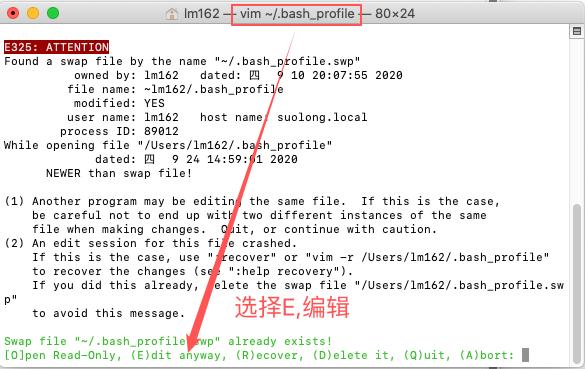 lm162 — vim ~/.bash_profile — 80×24
E325: ATTENTION
Found a swap file by the name "~/.bash_profile.swp"
owned by: lm162   dated: 四  9 10 20:07:55 2020
file name: ~lm162/.bash_profile
modified: YES
user name: lm162   host name: suolong.local
process ID: 89012
While opening file "/Users/lm162/.bash_profile"
dated: 四  9 24 14:59:01 2020
NEWER than swap file!
(1) Another program may be editing the same file.  If this is the case,
be careful not to end up with two different instances of the same
file when making changes.  Quit, or continue with caution.
(2) An edit session for this file crashed.
If this is the case, use ":recover" or "vim -r /Users/lm162/.bash_profile"
to recover the changes (see ":help recovery").
If you did this already, delete the swap file "/Users/lm162/.bash_profile.sw
p"
to avoid this message.
选择E,编辑
Swap file "~/.bash_profile.swp" already exists!
[O]pen Read-Only, (E)dit anyway, (R)ecover, (D)elete it, (Q)uit, (A)bort: